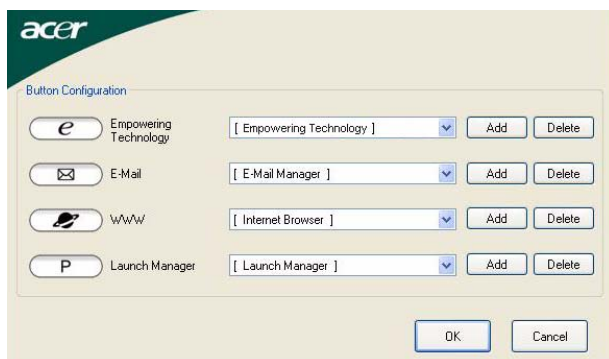 acer
Button Configuration
e Empowering Technology [ Empowering Technology ] Add Delete
E-Mail [ E-Mail Manager ] Add Delete
WWW [ Internet Browser ] Add Delete
P Launch Manager [ Launch Manager ] Add Delete
OK Cancel